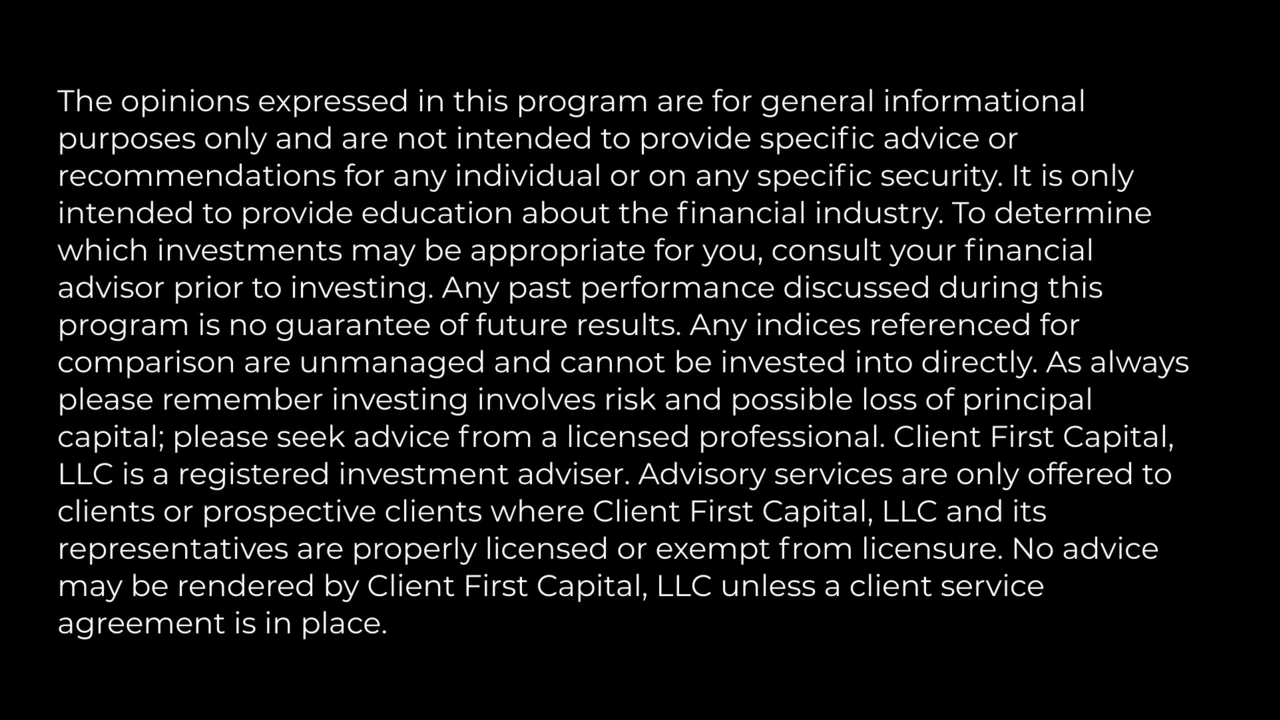 The opinions expressed in this program are for general informational
purposes only and are not intended to provide specific advice or
recommendations for any individual or on any specific security. It is only
intended to provide education about the financial industry. To determine
which investments may be appropriate for you, consult your financial
advisor prior to investing. Any past performance discussed during this
program is no guarantee of future results. Any indices referenced for
comparison are unmanaged and cannot be invested into directly. As always
please remember investing involves risk and possible loss of principal
capital; please seek advice from a licensed professional. Client First Capital,
LLC is a registered investment adviser. Advisory services are only offered to
clients or prospective clients where Client First Capital, LLC and its
representatives are properly licensed or exempt from licensure. No advice
may be rendered by Client First Capital, LLC unless a client service
agreement is in place.